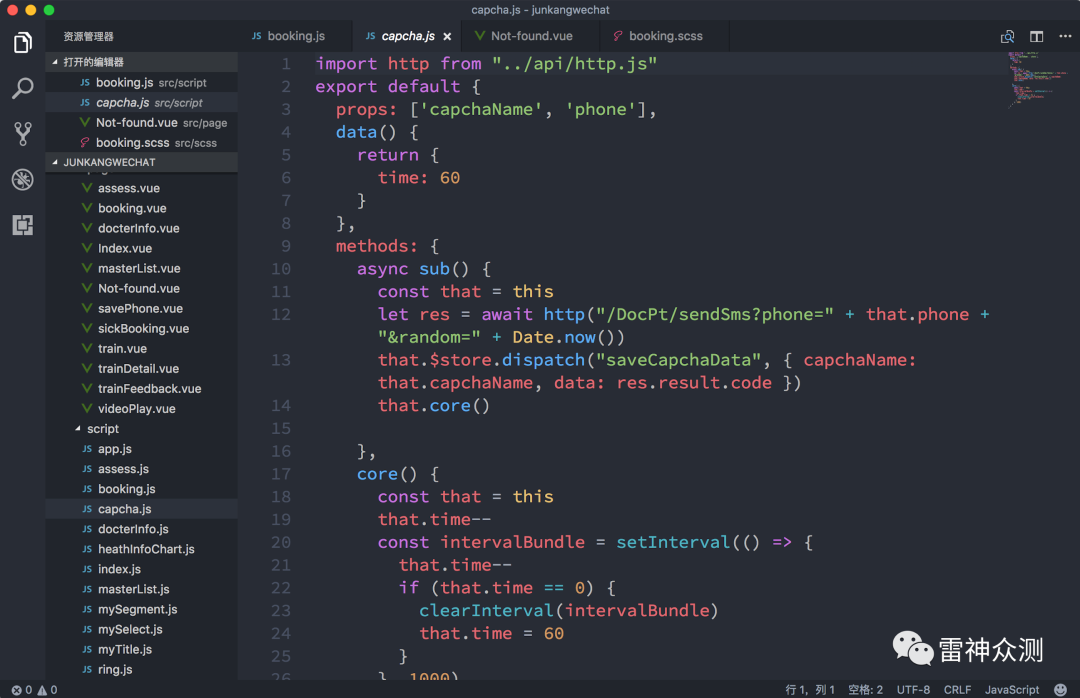 capcha.js - junkangwechat
资源管理器
JS booking.js
JS capcha.js ×
Not-found.vue
booking.scss
打开的编辑器
JS booking.js src/script
JS capcha.js src/script
Not-found.vue src/page
booking.scss src/scss
JUNKANGWECHAT
assess.vue
booking.vue
docterInfo.vue
Index.vue
masterList.vue
Not-found.vue
savePhone.vue
sickBooking.vue
train.vue
trainDetail.vue
trainFeedback.vue
videoPlay.vue
script
JS app.js
JS assess.js
JS booking.js
JS capcha.js
JS docterInfo.js
JS heathInfoChart.js
JS index.js
JS masterList.js
JS mySegment.js
JS mySelect.js
JS myTitle.js
JS ring.js
1 import http from "../api/http.js"
2 export default {
3 props: ['capchaName', 'phone'],
4 data() {
5 return {
6 time: 60
7 }
8 },
9 methods: {
10 async sub() {
11 const that = this
12 let res = await http("/DocPt/sendSms?phone=" + that.phone +
"&random=" + Date.now())
13 that.$store.dispatch("saveCapchaData", { capchaName:
that.capchaName, data: res.result.code })
14 that.core()
15
16 },
17 core() {
18 const that = this
19 that.time--
20 const intervalBundle = setInterval(() => {
21 that.time--
22 if (that.time == 0) {
23 clearInterval(intervalBundle)
24 that.time = 60
25 }
26 }, 1000)
雷神众测
0 0
行 1，列 1 空格: 2 UTF-8 CRLF JavaScript